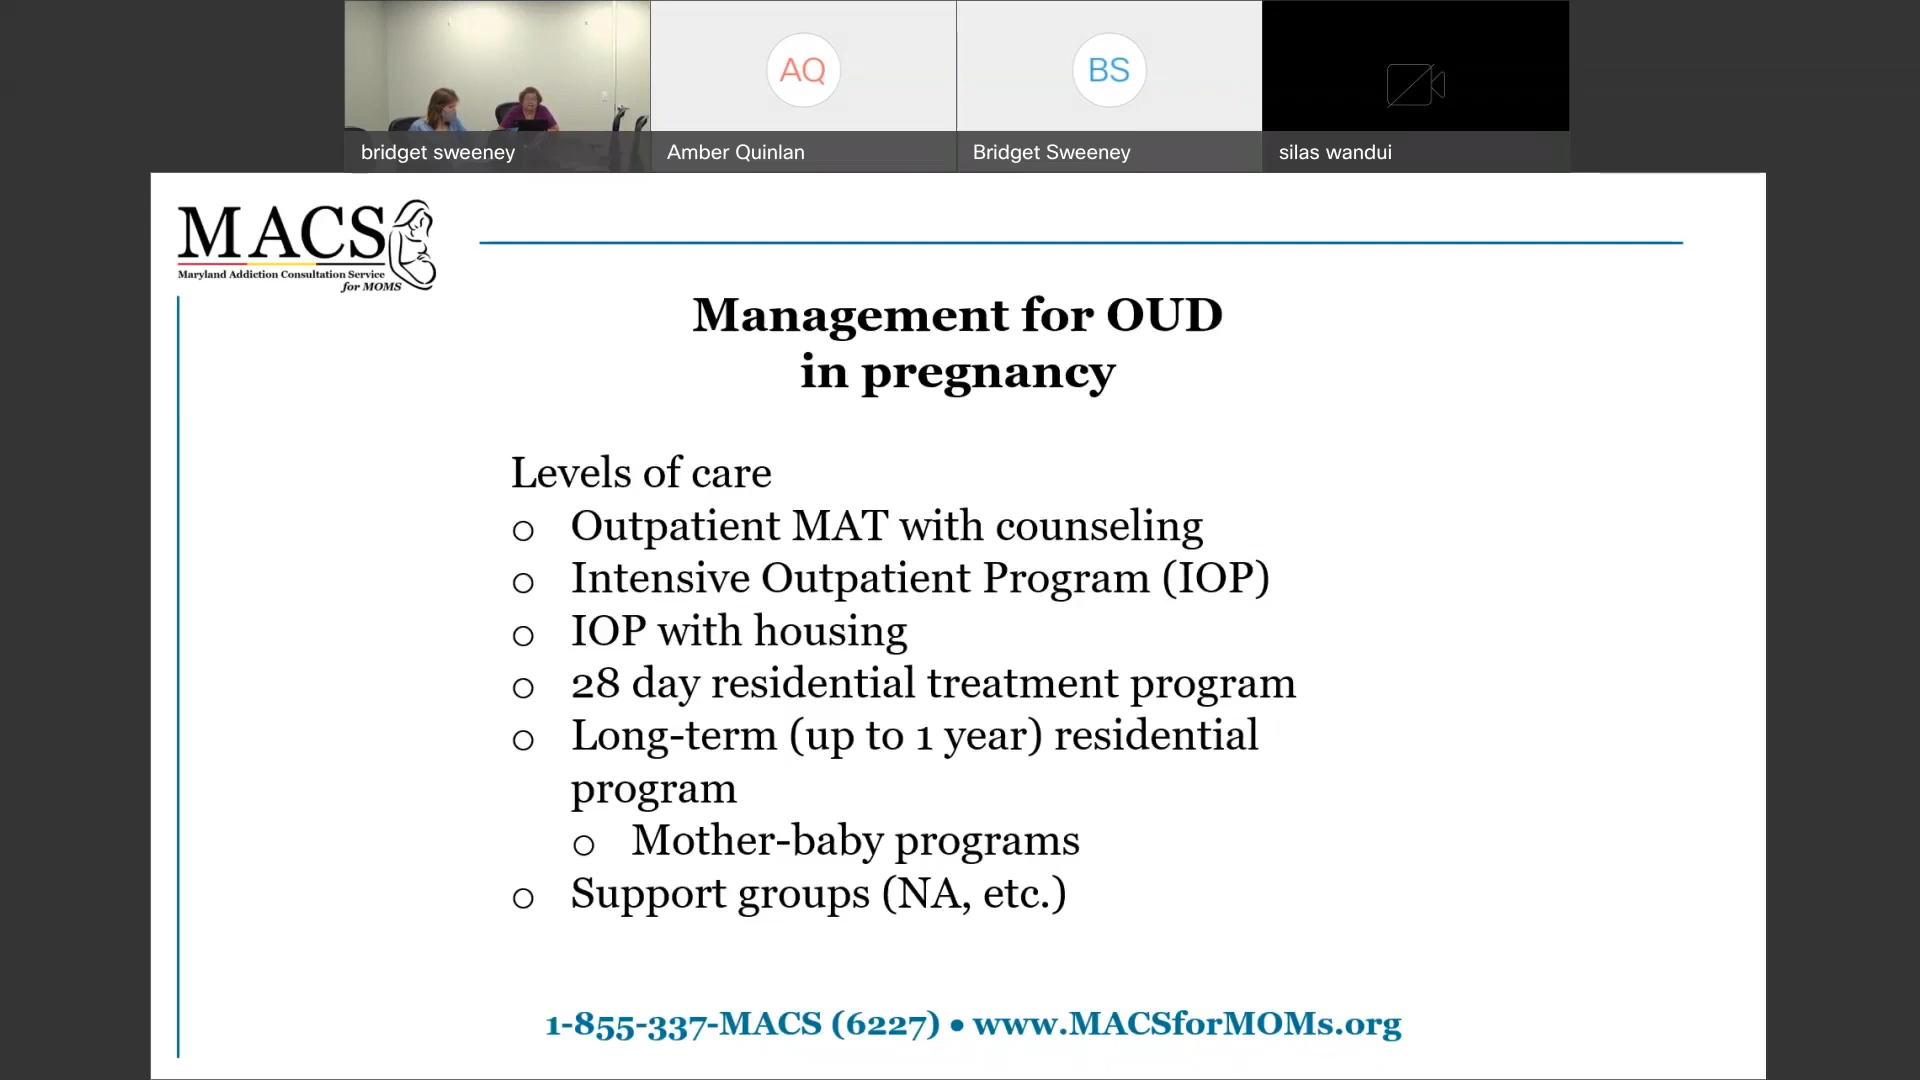 AQ
BS
bridget sweeney
Amber Quinlan
Bridget Sweeney
silas wandui
MACS
Maryland Addiction Consultation Service
for MOMS
Management for OUD
in pregnancy
Levels of care
o Outpatient MAT with counseling
o Intensive Outpatient Program (IOP)
o IOP with housing
o 28 day residential treatment program
o Long-term (up to 1 year) residential
program
o Mother-baby programs
o Support groups (NA, etc.)
1-855-337-MACS (6227) • www.MACSforMOMs.org